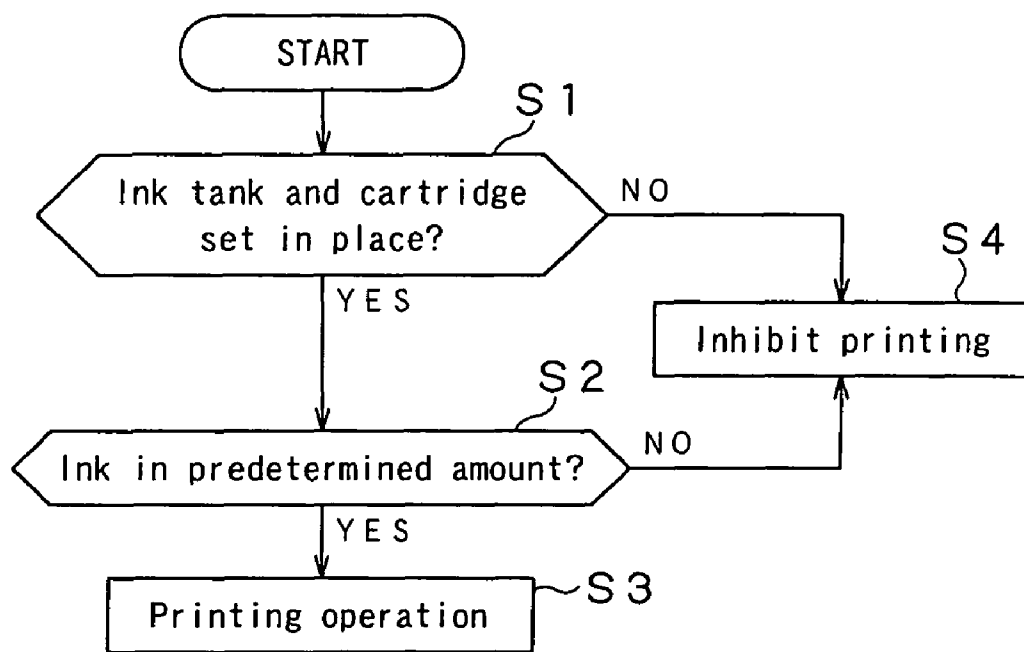 START
S1
Ink tank and cartridge
set in place?
NO
YES
S4
Inhibit printing
S2
Ink in predetermined amount?
NO
YES
S3
Printing operation